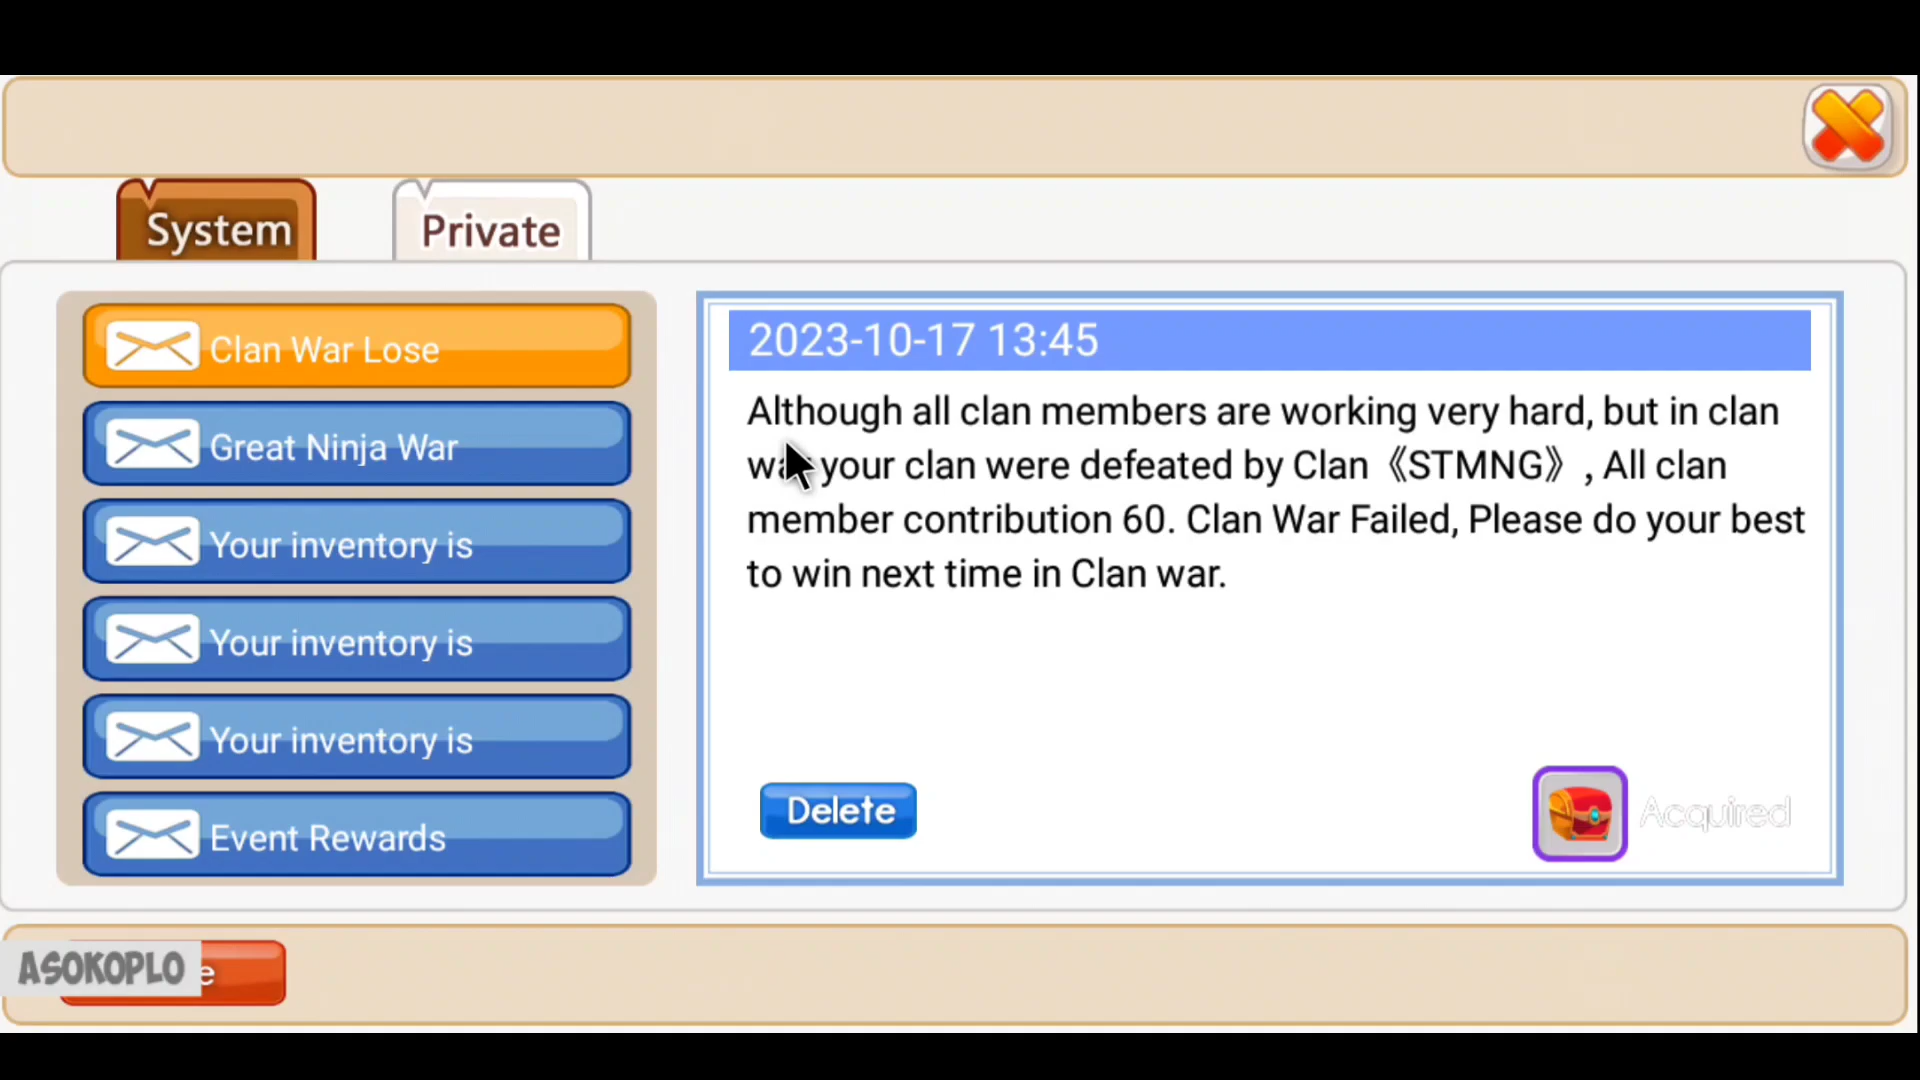 System
Private
Clan War Lose
Great Ninja War
Your inventory is
Your inventory is
Your inventory is
Event Rewards
2023-10-17 13:45
Although all clan members are working very hard, but in clan
war your clan were defeated by Clan《STMNG》, All clan
member contribution 60. Clan War Failed, Please do your best
to win next time in Clan war.
Delete
Acquired
ASOKOPLO